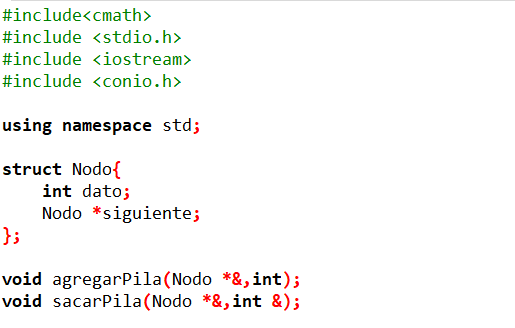 #include<cmath>
#include <stdio.h>
#include <iostream>
#include <conio.h>
using namespace std;
struct Nodo{
int dato;
Nodo *siguiente;
};
void agregarPila(Nodo *&,int);
void sacarPila(Nodo *&,int &);